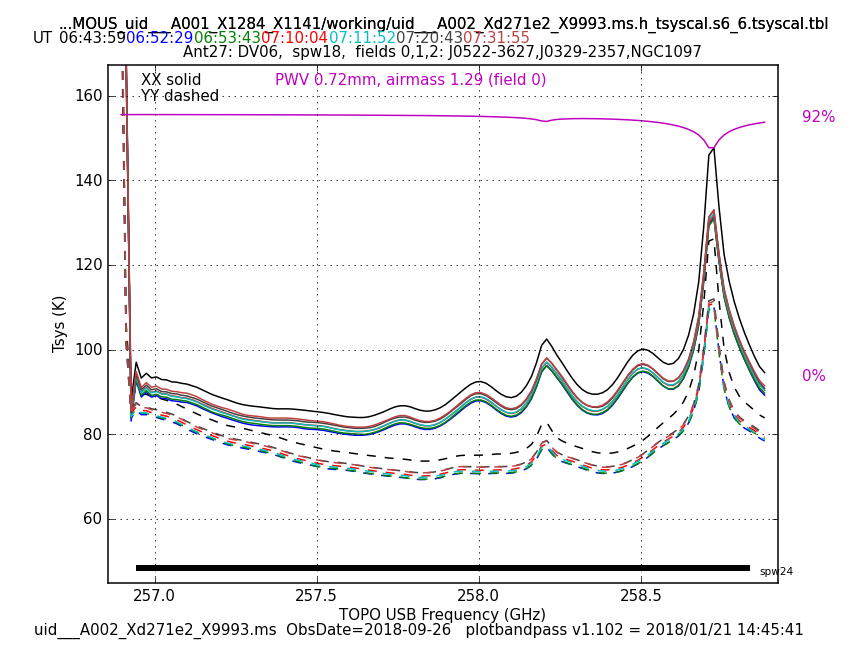 ...MOUS_uid___A001_X1284_X1141/working/uid___A002_Xd271e2_X9993.ms.h_tsyscal.s6_6.tsyscal.tbl
UT 06:43:59 06:52:29 06:53:43 07:10:04 07:11:52 07:20:43 07:31:55
Ant27: DV06, spw18, fields 0,1,2: J0522-3627,J0329-2357,NGC1097
XX solid
YY dashed
PWV 0.72mm, airmass 1.29 (field 0)
92%
0%
160
140
120
100
80
60
Tsys (K)
spw24
257.0 257.5 258.0 258.5
TOPO USB Frequency (GHz)
uid___A002_Xd271e2_X9993.ms ObsDate=2018-09-26 plotbandpass v1.102 = 2018/01/21 14:45:41